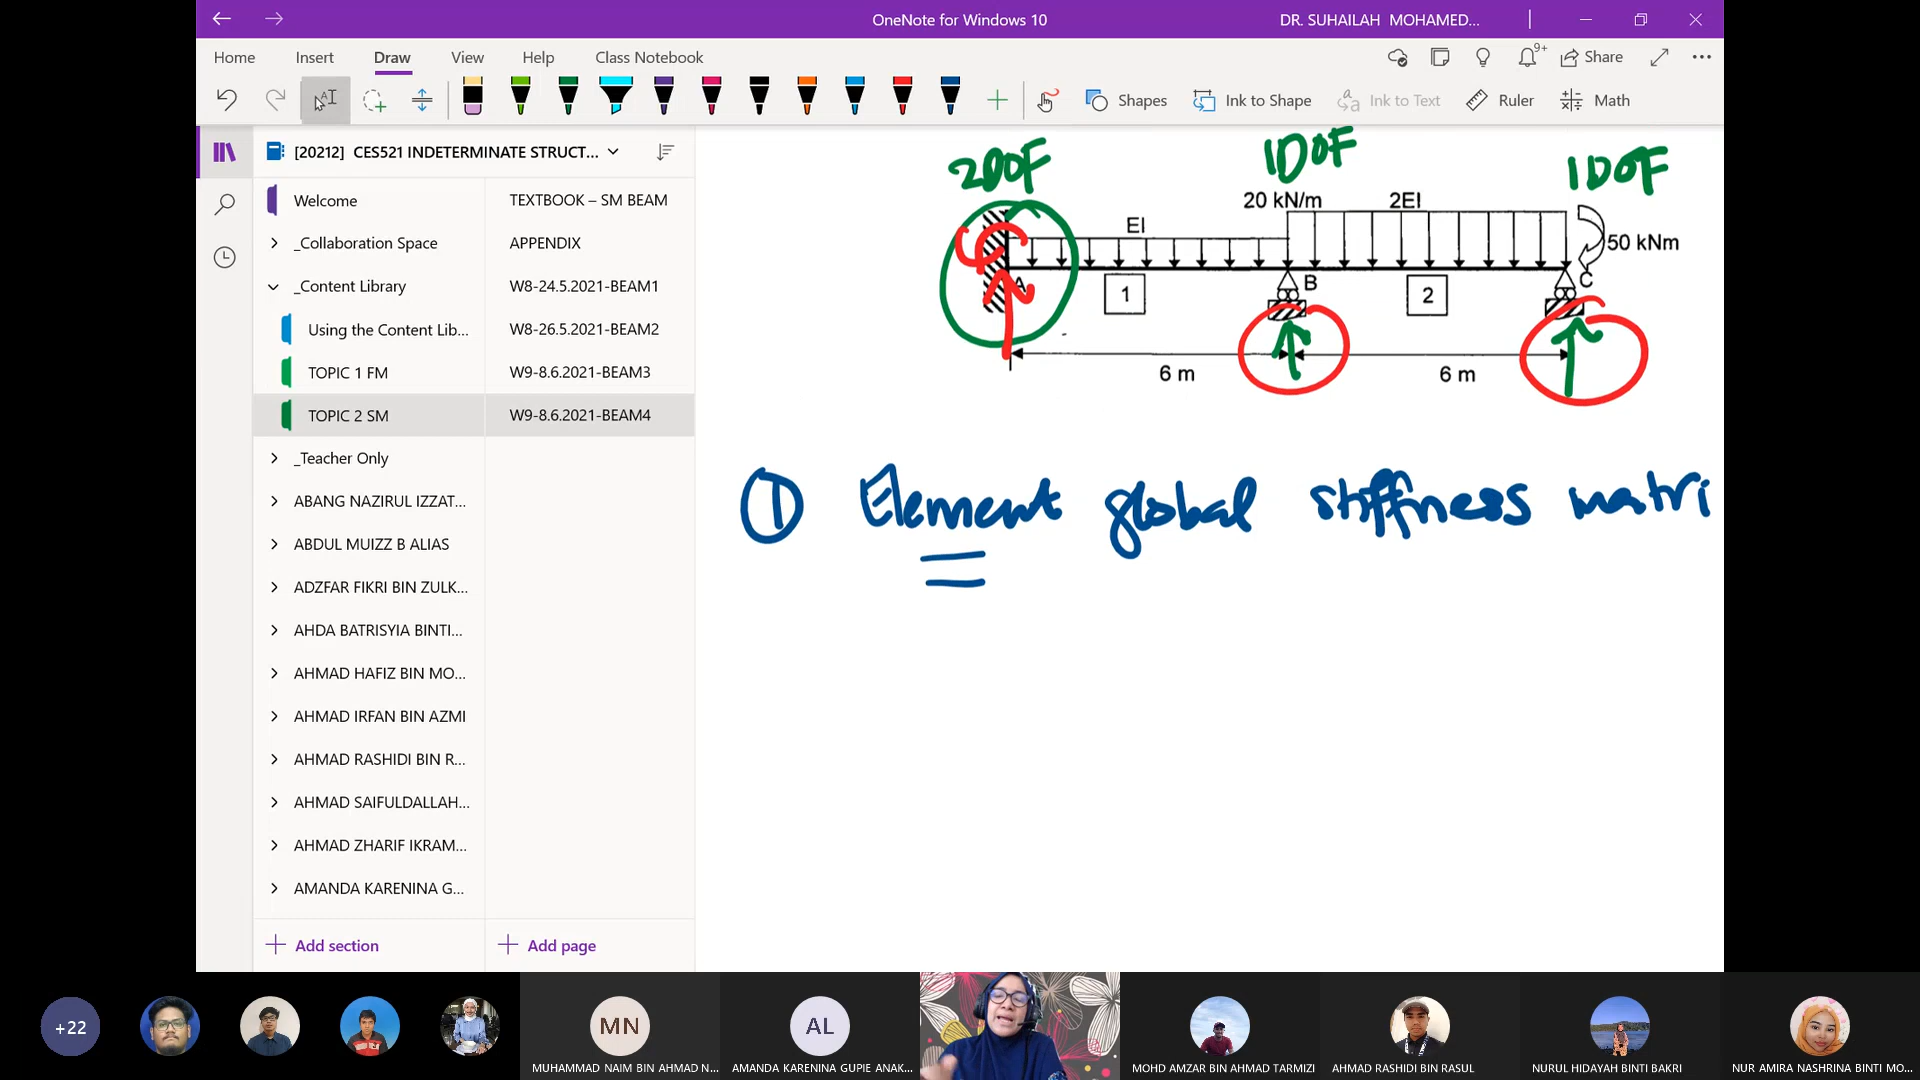 OneNote for Windows 10
DR. SUHAILAH MOHAMED...
Home Insert Draw View Help Class Notebook
9+ Share
Shapes Ink to Shape Ink to Text Ruler Math
[20212] CES521 INDETERMINATE STRUCT...
Welcome
_Collaboration Space
_Content Library
Using the Content Lib...
TOPIC 1 FM
TOPIC 2 SM
_Teacher Only
ABANG NAZIRUL IZZAT...
ABDUL MUIZZ B ALIAS
ADZFAR FIKRI BIN ZULK...
AHDA BATRISYIA BINTI...
AHMAD HAFIZ BIN MO...
AHMAD IRFAN BIN AZMI
AHMAD RASHIDI BIN R...
AHMAD SAIFULDALLAH...
AHMAD ZHARIF IKRAM...
AMANDA KARENINA G...
Add section
TEXTBOOK – SM BEAM
APPENDIX
W8-24.5.2021-BEAM1
W8-26.5.2021-BEAM2
W9-8.6.2021-BEAM3
W9-8.6.2021-BEAM4
Add page
2DOF 1DOF 1DOF
20 kN/m 2EI
EI 50 kNm
A B C
1 2
6 m 6 m
1 Element global stiffness matri
+22
MN
AL
MUHAMMAD NAIM BIN AHMAD N...
AMANDA KARENINA GUPIE ANAK...
MOHD AMZAR BIN AHMAD TARMIZI
AHMAD RASHIDI BIN RASUL
NURUL HIDAYAH BINTI BAKRI
NUR AMIRA NASHRINA BINTI MO...